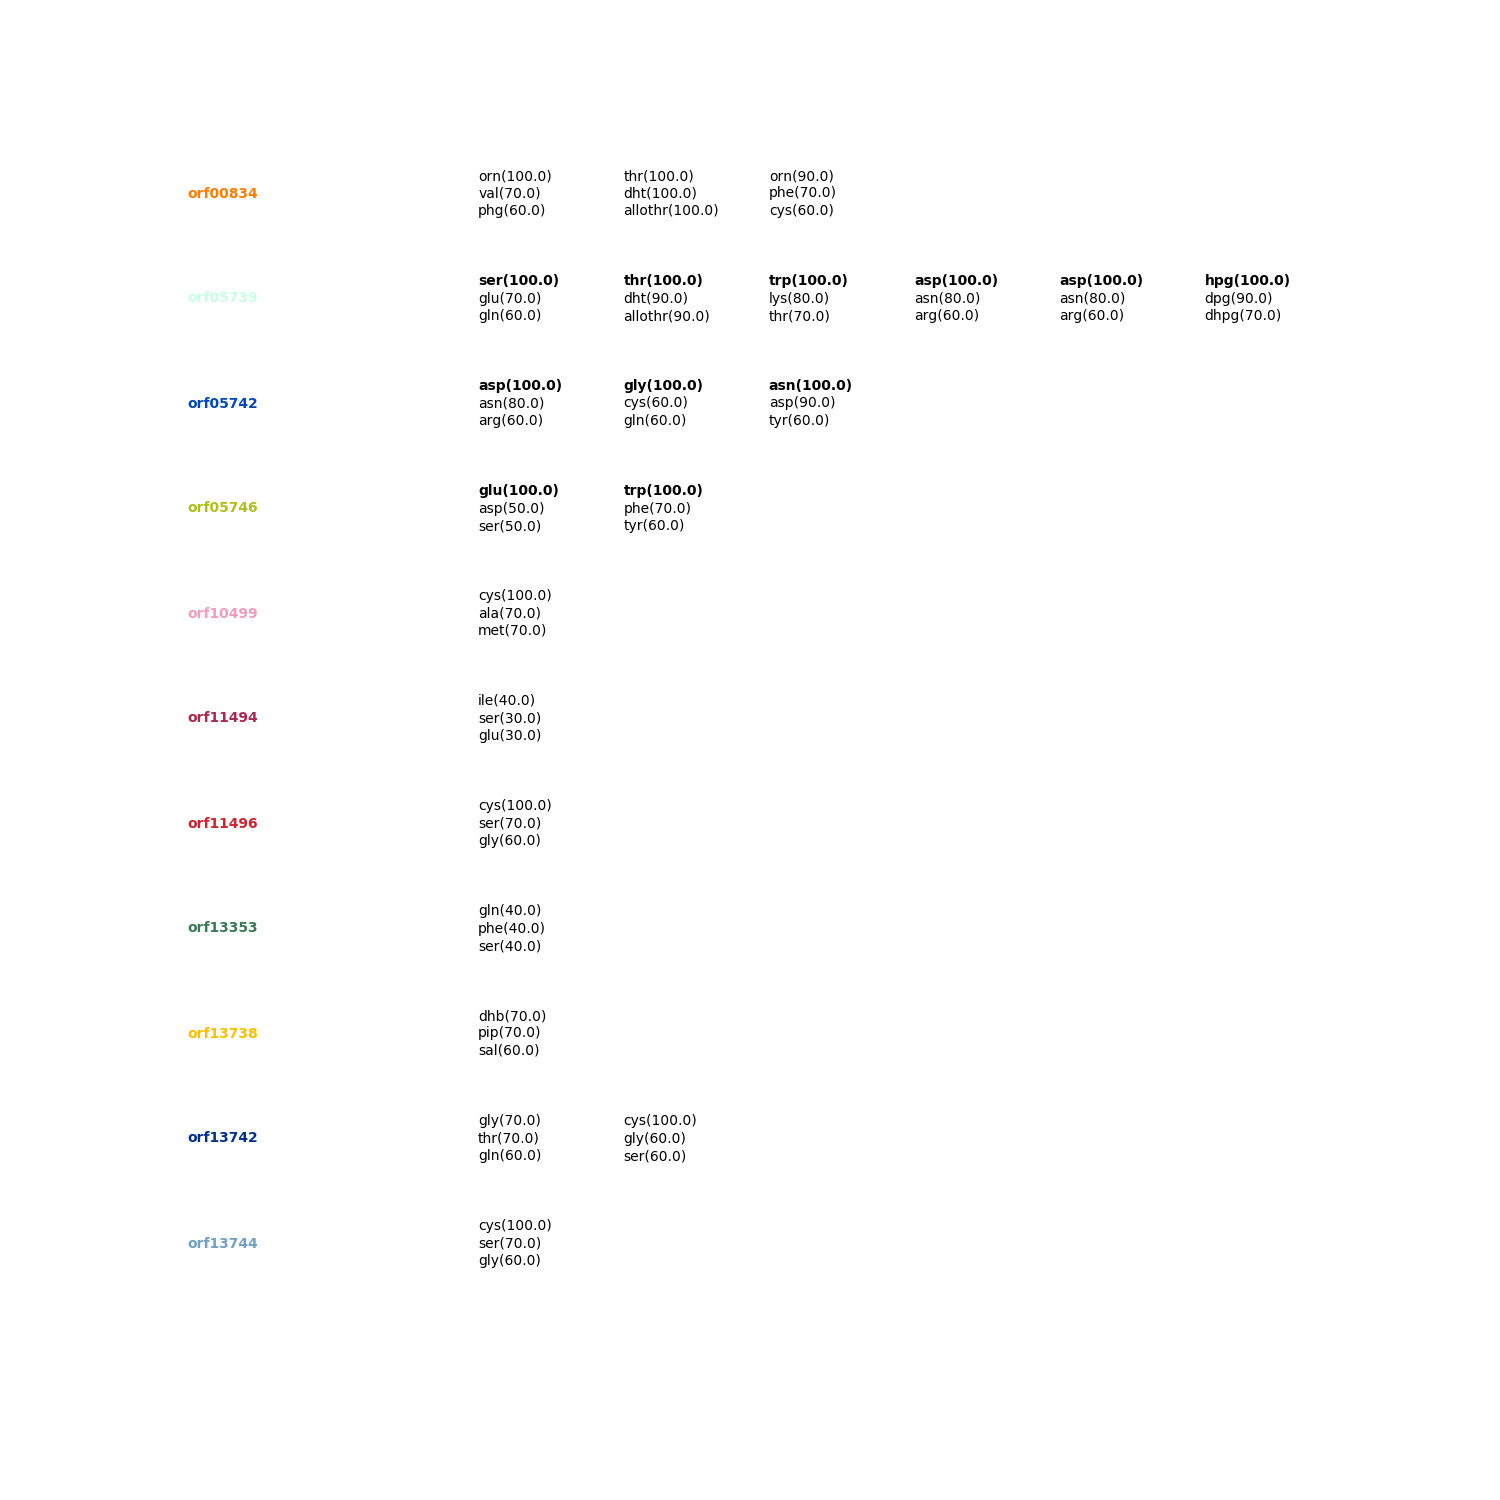 orn(100.0) thr(100.0) orn(90.0)
orf00834 val(70.0) dht(100.0) phe(70.0)
phg(60.0) allothr(100.0) cys(60.0)
ser(100.0) thr(100.0) trp(100.0) asp(100.0) asp(100.0) hpg(100.0)
orf05739 glu(70.0) dht(90.0) lys(80.0) asn(80.0) asn(80.0) dpg(90.0)
gln(60.0) allothr(90.0) thr(70.0) arg(60.0) arg(60.0) dhpg(70.0)
asp(100.0) gly(100.0) asn(100.0)
orf05742 asn(80.0) cys(60.0) asp(90.0)
arg(60.0) gln(60.0) tyr(60.0)
glu(100.0) trp(100.0)
orf05746 asp(50.0) phe(70.0)
ser(50.0) tyr(60.0)
cys(100.0)
orf10499 ala(70.0)
met(70.0)
ile(40.0)
orf11494 ser(30.0)
glu(30.0)
cys(100.0)
orf11496 ser(70.0)
gly(60.0)
gln(40.0)
orf13353 phe(40.0)
ser(40.0)
dhb(70.0)
orf13738 pip(70.0)
sal(60.0)
gly(70.0) cys(100.0)
orf13742 thr(70.0) gly(60.0)
gln(60.0) ser(60.0)
cys(100.0)
orf13744 ser(70.0)
gly(60.0)